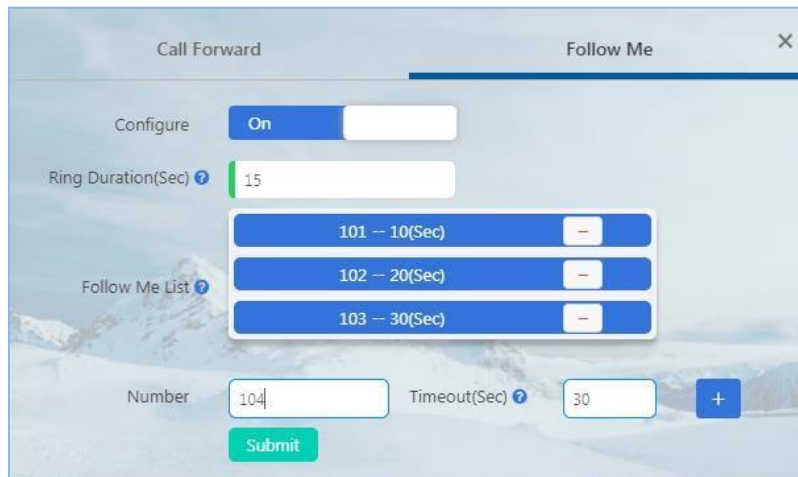 Call Forward Follow Me ×
Configure On
Ring Duration(Sec) ? 15
101 -- 10(Sec) −
Follow Me List ? 102 -- 20(Sec) −
103 -- 30(Sec) −
Number 104 Timeout(Sec) ? 30 +
Submit